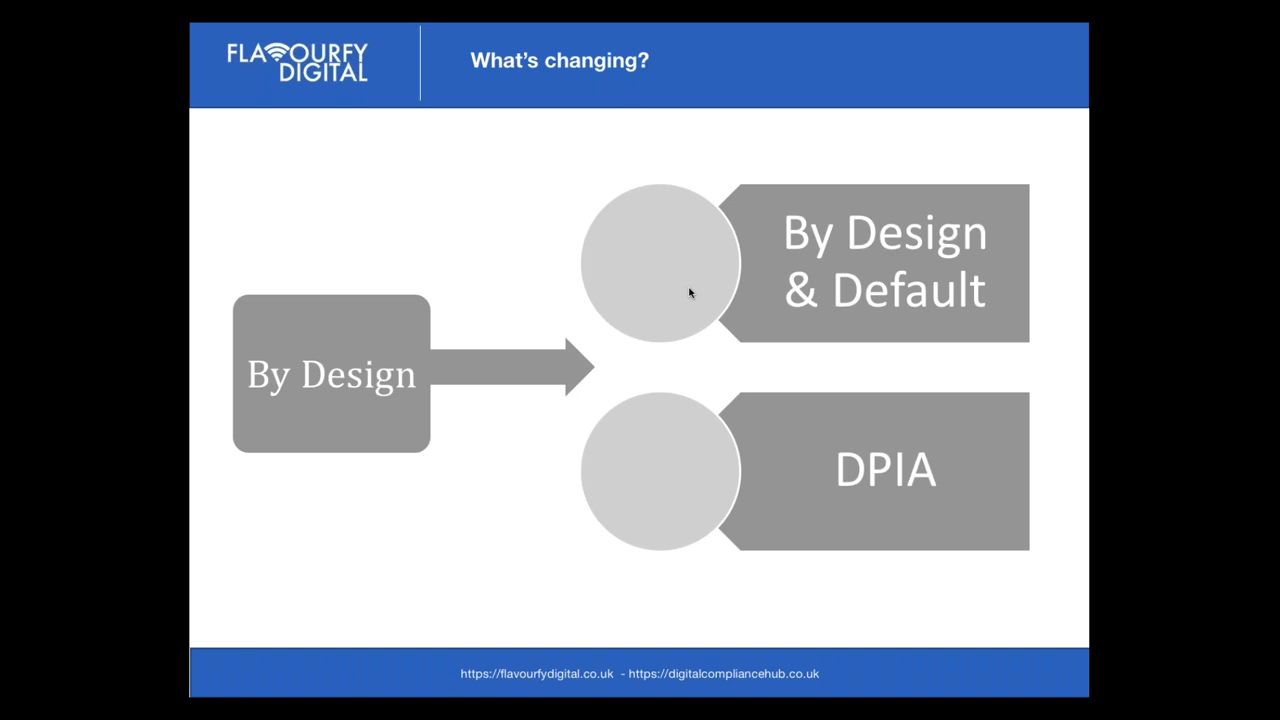 FLAVOURFY
DIGITAL
What’s changing?
By Design
By Design
& Default
DPIA
https://flavourfydigital.co.uk - https://digitalcompliancehub.co.uk